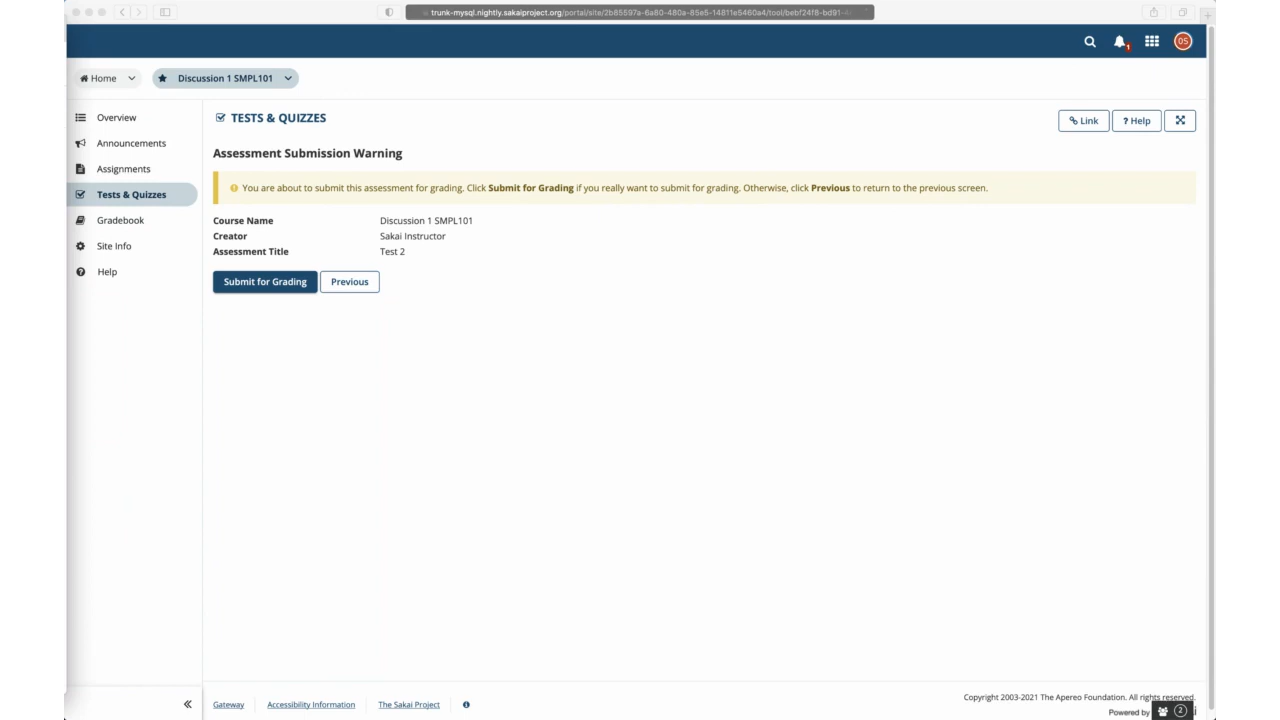 trunk-mysql.nightly.sakaiproject.org/portal/site/2b85597a-6a80-480a-85e5-14811e5460a4/tool/bebf24f8-bd91-
1
OS
Home
Discussion 1 SMPL101
Overview
Announcements
Assignments
Tests & Quizzes
Gradebook
Site Info
Help
TESTS & QUIZZES
Link
? Help
Assessment Submission Warning
You are about to submit this assessment for grading. Click Submit for Grading if you really want to submit for grading. Otherwise, click Previous to return to the previous screen.
Course Name Discussion 1 SMPL101
Creator Sakai Instructor
Assessment Title Test 2
Submit for Grading
Previous
Gateway
Accessibility Information
The Sakai Project
Copyright 2003-2021 The Apereo Foundation. All rights reserved.
Powered by
2